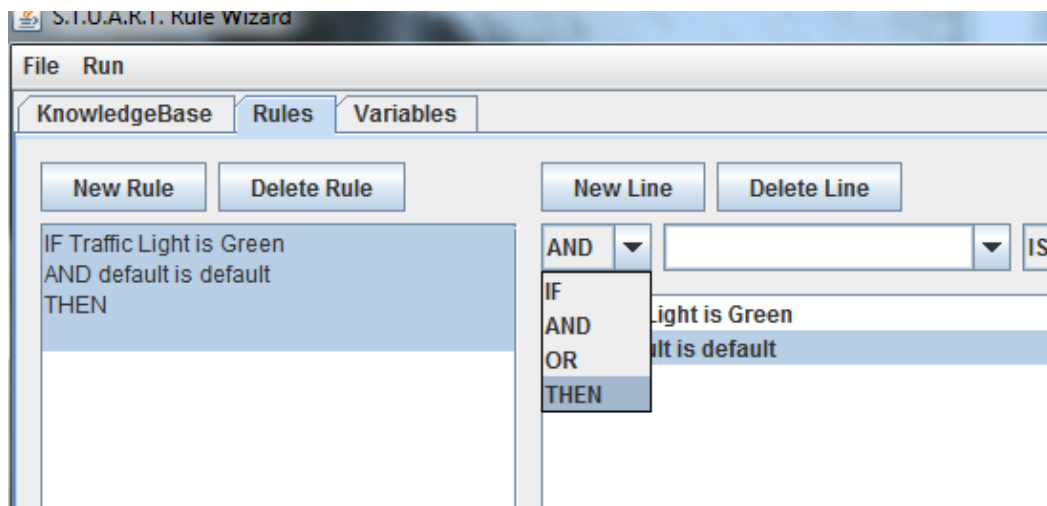 S.T.U.A.R.T. Rule Wizard
File Run
KnowledgeBase Rules Variables
New Rule Delete Rule New Line Delete Line
IF Traffic Light is Green
AND default is default
THEN
AND IS
IF
AND
OR
THEN
Light is Green
is default